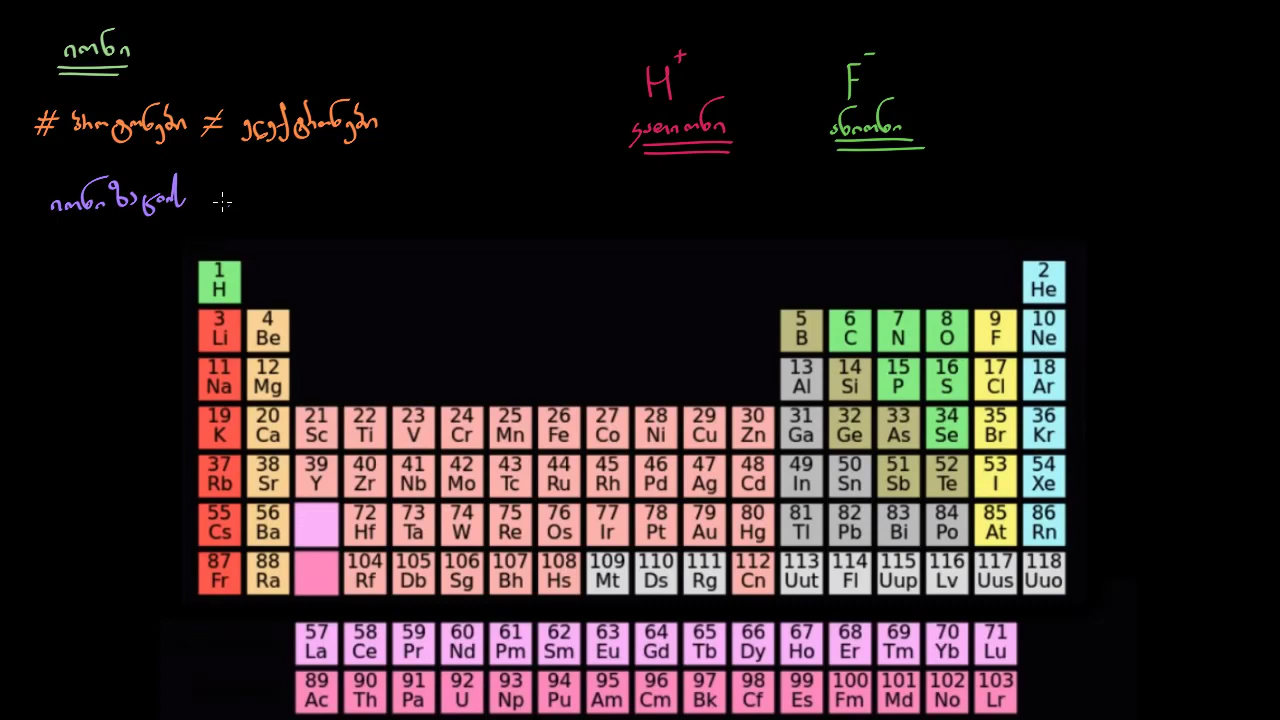 იონი
H⁺ F⁻
# პროტონები ≠ ელექტრონები
კათიონი ანიონი
იონიზაციის
1 2
H He
3 4 5 6 7 8 9 10
Li Be B C N O F Ne
11 12 13 14 15 16 17 18
Na Mg Al Si P S Cl Ar
19 20 21 22 23 24 25 26 27 28 29 30 31 32 33 34 35 36
K Ca Sc Ti V Cr Mn Fe Co Ni Cu Zn Ga Ge As Se Br Kr
37 38 39 40 41 42 43 44 45 46 47 48 49 50 51 52 53 54
Rb Sr Y Zr Nb Mo Tc Ru Rh Pd Ag Cd In Sn Sb Te I Xe
55 56 72 73 74 75 76 77 78 79 80 81 82 83 84 85 86
Cs Ba Hf Ta W Re Os Ir Pt Au Hg Tl Pb Bi Po At Rn
87 88 104 105 106 107 108 109 110 111 112 113 114 115 116 117 118
Fr Ra Rf Db Sg Bh Hs Mt Ds Rg Cn Uut Fl Uup Lv Uus Uuo
57 58 59 60 61 62 63 64 65 66 67 68 69 70 71
La Ce Pr Nd Pm Sm Eu Gd Tb Dy Ho Er Tm Yb Lu
89 90 91 92 93 94 95 96 97 98 99 100 101 102 103
Ac Th Pa U Np Pu Am Cm Bk Cf Es Fm Md No Lr